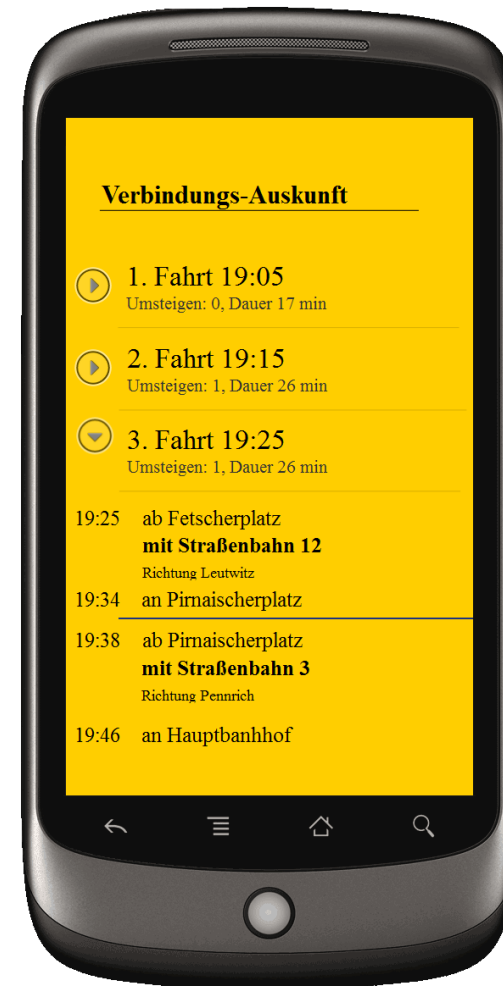 Verbindungs-Auskunft
1. Fahrt 19:05
Umsteigen: 0, Dauer 17 min
2. Fahrt 19:15
Umsteigen: 1, Dauer 26 min
3. Fahrt 19:25
Umsteigen: 1, Dauer 26 min
19:25 ab Fetscherplatz
mit Straßenbahn 12
Richtung Leutwitz
19:34 an Pirnaischerplatz
19:38 ab Pirnaischerplatz
mit Straßenbahn 3
Richtung Pennrich
19:46 an Hauptbanhhof